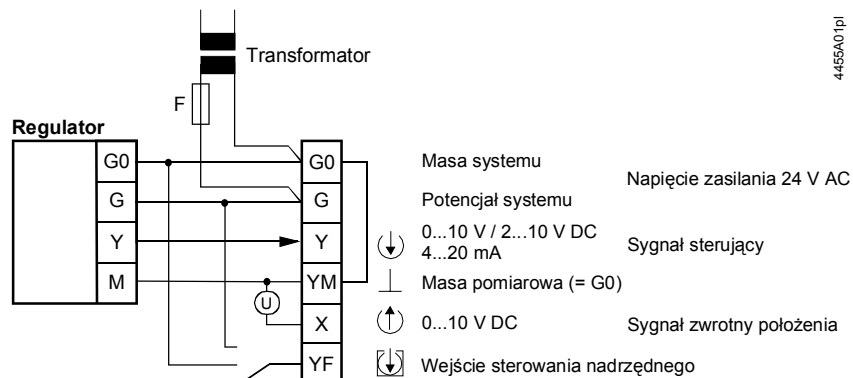 4455A01pl
Transformator
F
Regulator
G0
G
Y
M
G0
G
Y
YM
X
YF
U
Masa systemu
Potencjał systemu
Napięcie zasilania 24 V AC
0...10 V / 2...10 V DC
4...20 mA
Sygnał sterujący
Masa pomiarowa (= G0)
0...10 V DC
Sygnał zwrotny położenia
Wejście sterowania nadrzędnego